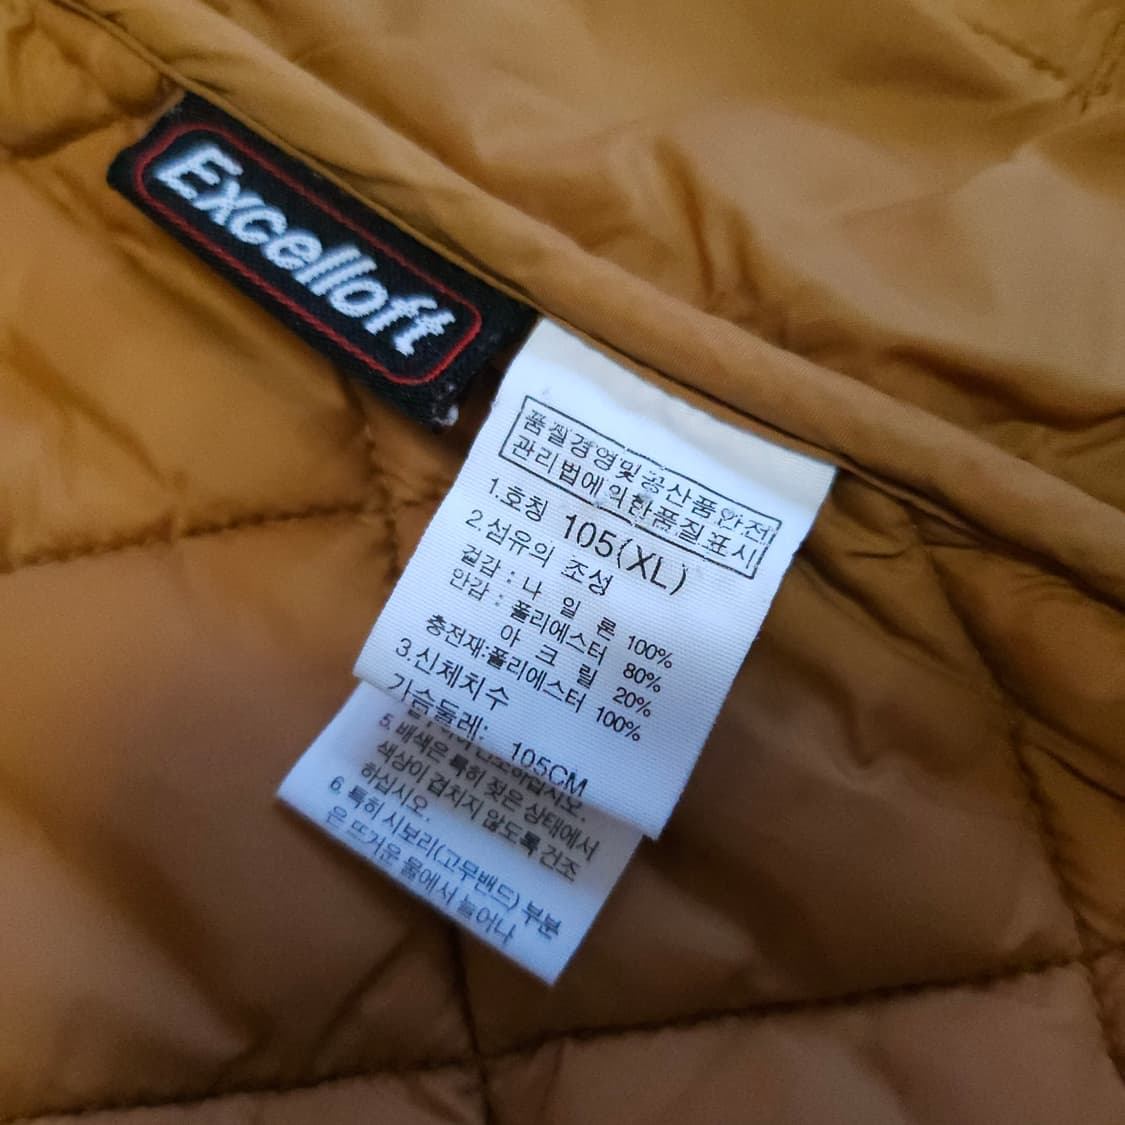 Excelloft
품질경영및공산품안전
관리법에의한품질표시
1.호칭 105(XL)
2.섬유의 조성
겉감 : 나 일 론 100%
안감 : 폴리에스터 80%
아 크 릴 20%
충전재:폴리에스터 100%
3.신체치수
가슴둘레: 105CM
5. 배색은 특히 젖은 상태에서
색상이 겹치지 않도록 건조
하십시오.
6. 특히 시보리(고무밴드) 부분
은 뜨거운 물에서 늘어나